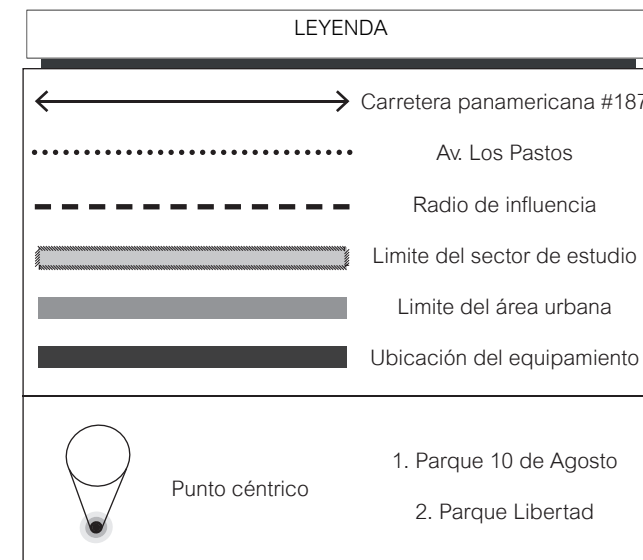 LEYENDA
Carretera panamericana #187
Av. Los Pastos
Radio de influencia
Limite del sector de estudio
Limite del área urbana
Ubicación del equipamiento
Punto céntrico
1. Parque 10 de Agosto
2. Parque Libertad